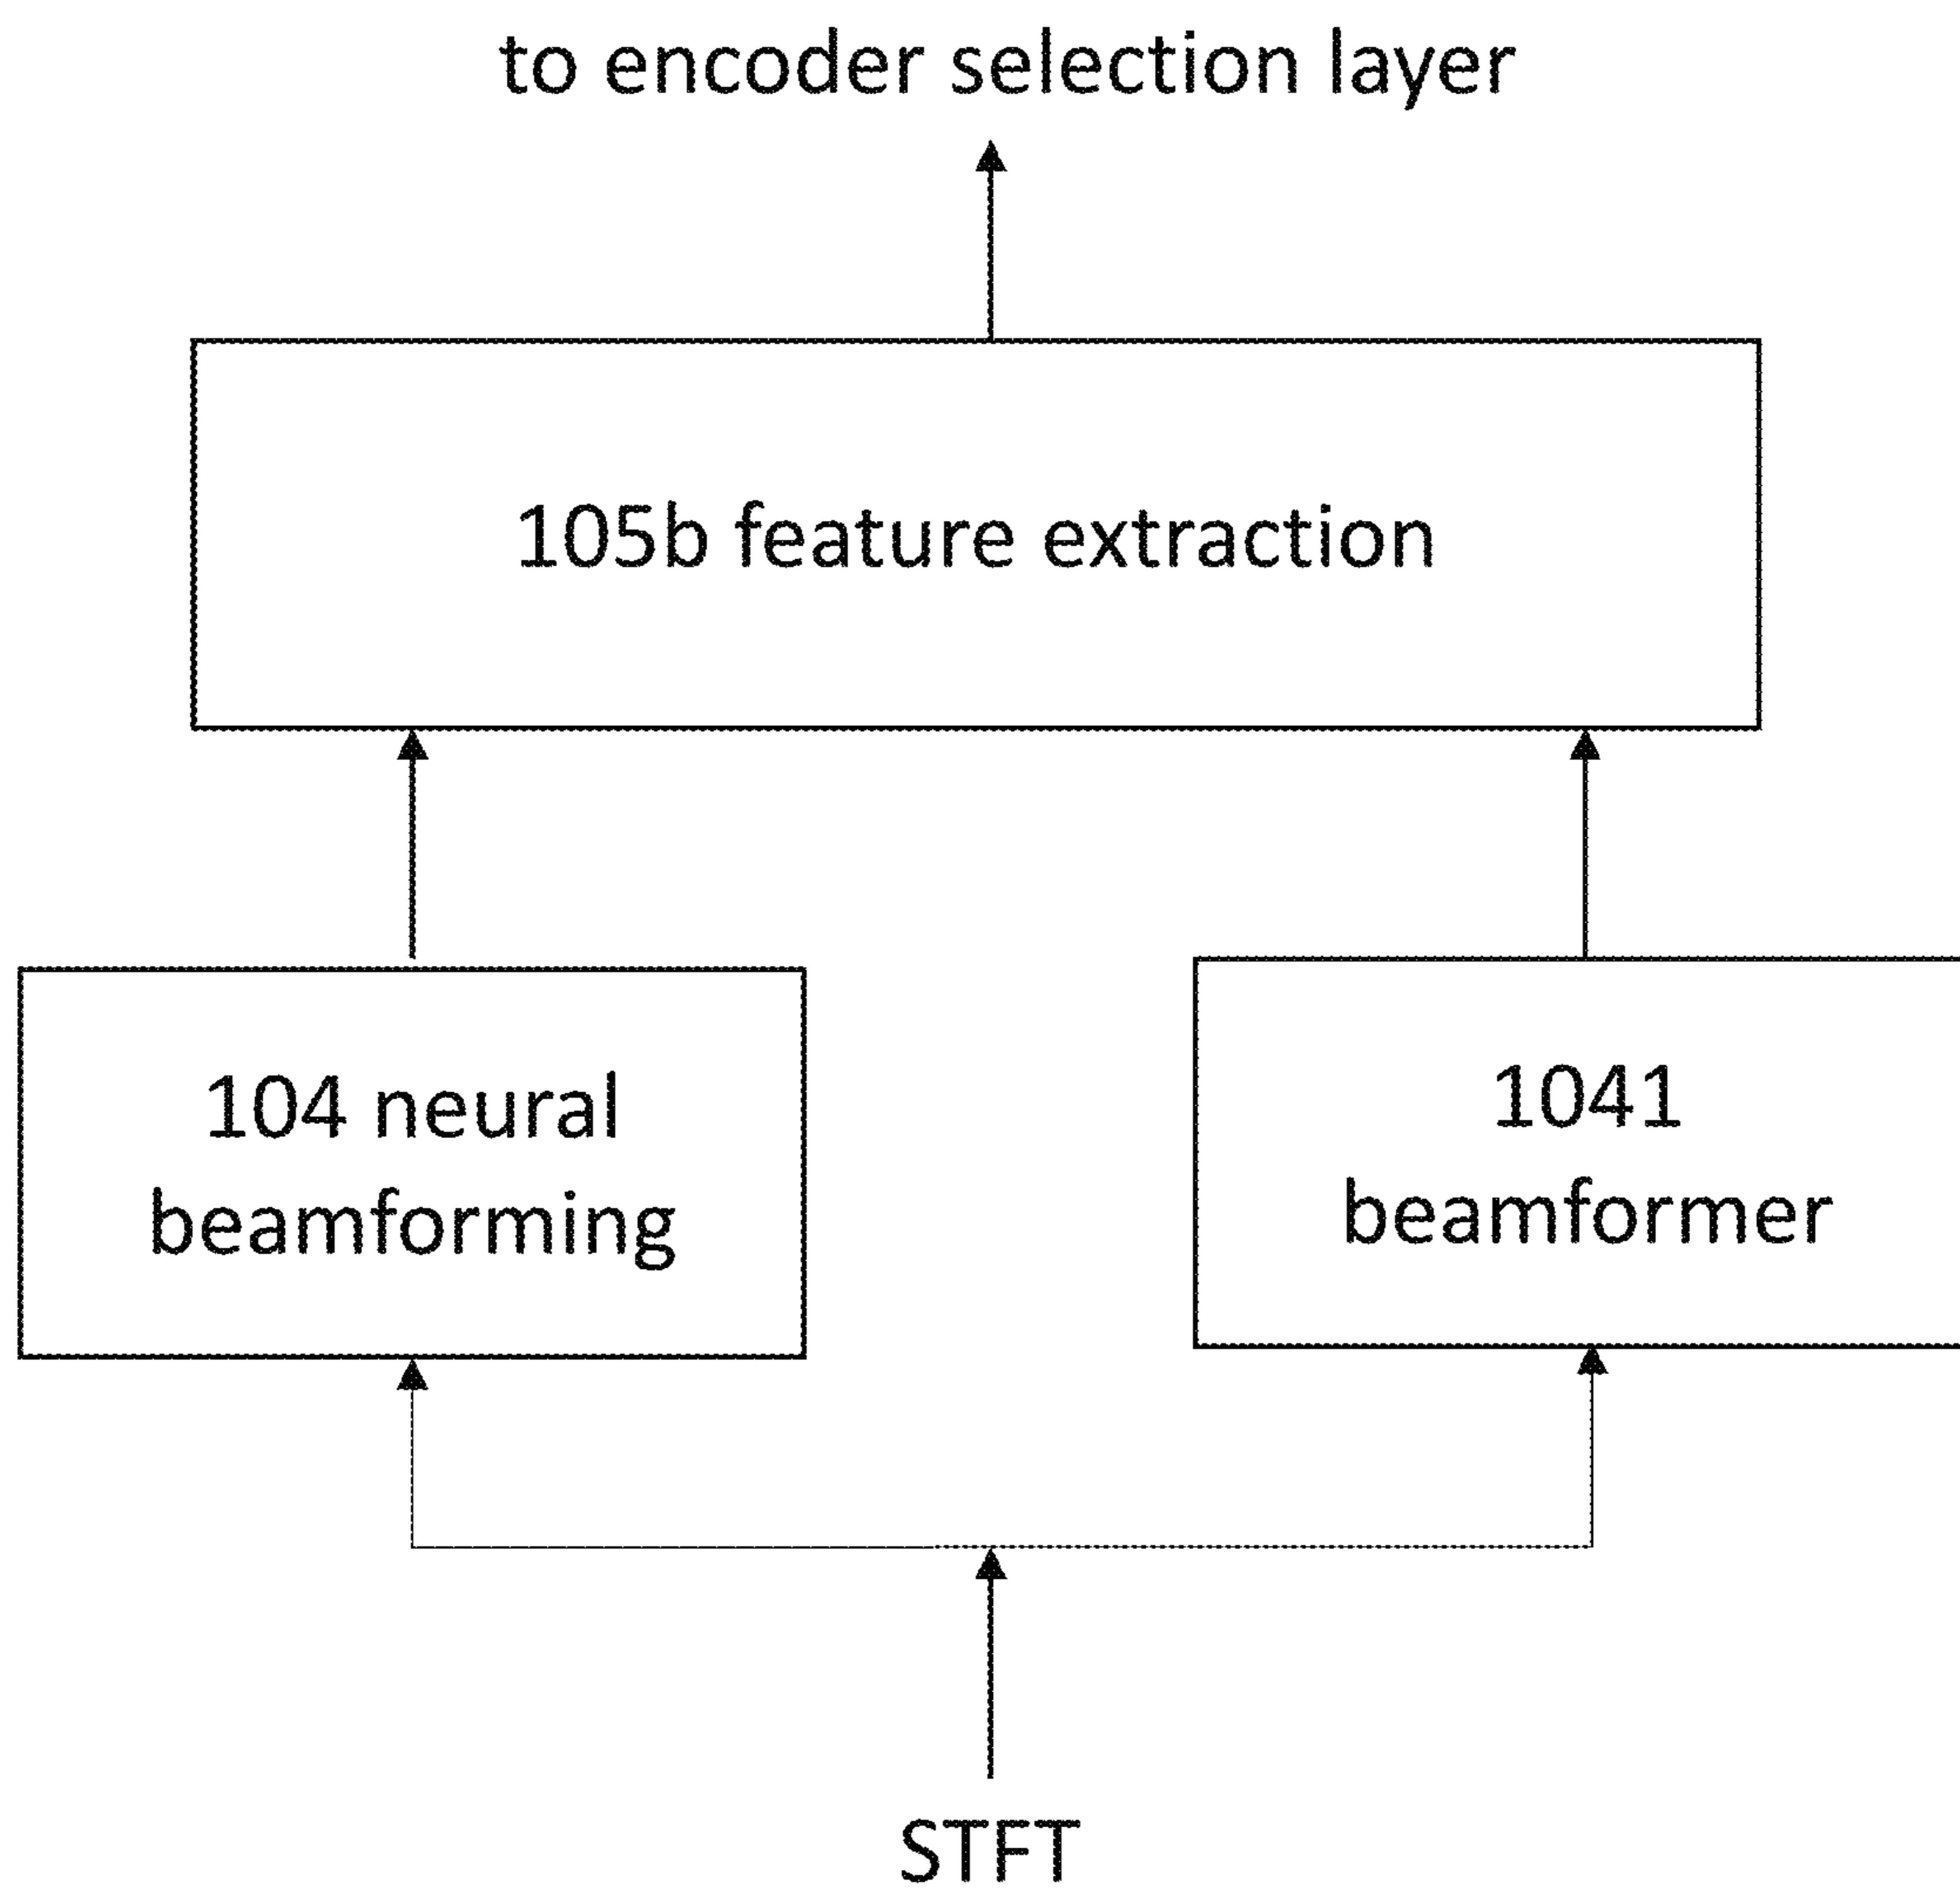 to encoder selection layer
105b feature extraction
104 neural
beamforming
1041
beamformer
STFT